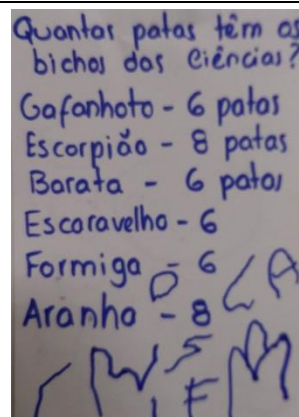 Quantas patas têm os
bichos das Ciências?
Gafanhoto - 6 patas
Escorpião - 8 patas
Barata - 6 patas
Escaravelho - 6
Formiga - 6
Aranha - 8